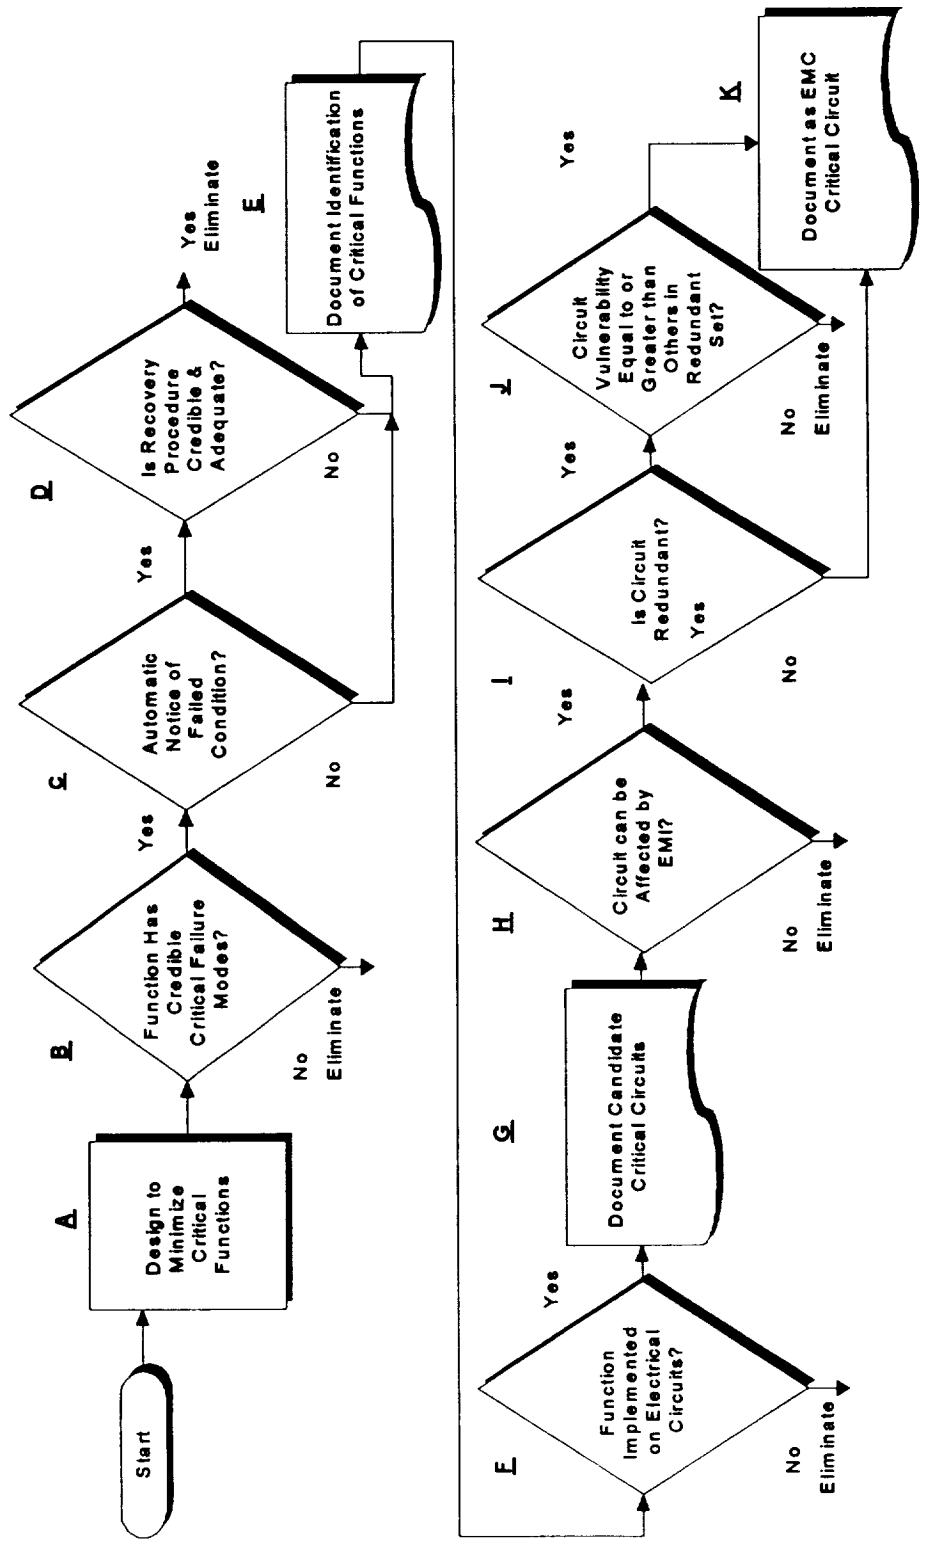 Start
A
Design to
Minimize
Critical
Functions
B
Function Has
Credible
Critical Failure
Modes?
No
Eliminate
Yes
C
Automatic
Notice of
Failed
Condition?
No
Yes
D
Is Recovery
Procedure
Credible &
Adequate?
No
Yes
Eliminate
E
Document Identification
of Critical Functions
F
Function
Implemented
on Electrical
Circuits?
No
Eliminate
Yes
G
Document Candidate
Critical Circuits
H
Circuit can be
Affected by
EMI?
No
Eliminate
Yes
I
Is Circuit
Redundant?
Yes
No
Yes
J
Circuit
Vulnerability
Equal to or
Greater than
Others in
Redundant
Set?
No
Eliminate
Yes
K
Document as EMC
Critical Circuit